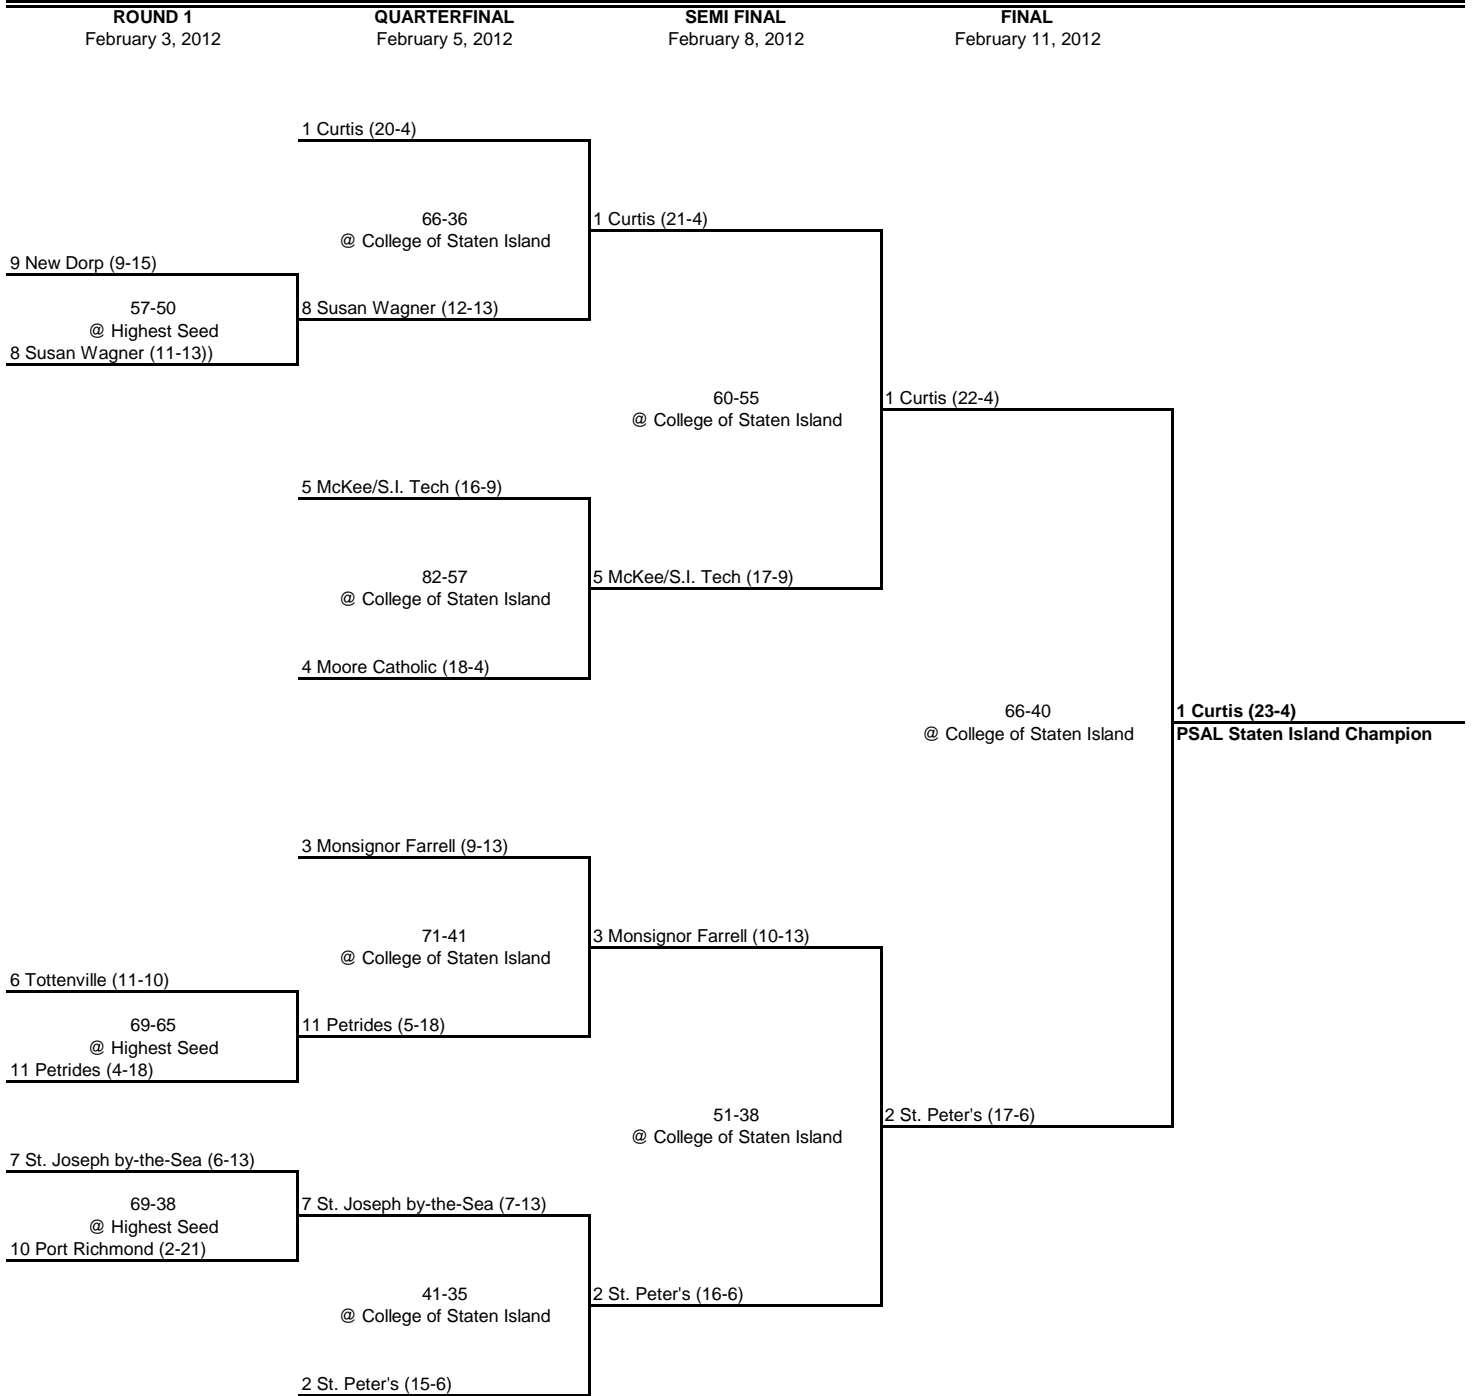 ROUND 1
February 3, 2012
QUARTERFINAL
February 5, 2012
SEMI FINAL
February 8, 2012
FINAL
February 11, 2012
1 Curtis (20-4)
66-36
@ College of Staten Island
1 Curtis (21-4)
9 New Dorp (9-15)
57-50
@ Highest Seed
8 Susan Wagner (12-13)
8 Susan Wagner (11-13))
60-55
@ College of Staten Island
1 Curtis (22-4)
5 McKee/S.I. Tech (16-9)
82-57
@ College of Staten Island
5 McKee/S.I. Tech (17-9)
4 Moore Catholic (18-4)
66-40
@ College of Staten Island
1 Curtis (23-4)
PSAL Staten Island Champion
3 Monsignor Farrell (9-13)
71-41
@ College of Staten Island
3 Monsignor Farrell (10-13)
6 Tottenville (11-10)
69-65
@ Highest Seed
11 Petrides (5-18)
11 Petrides (4-18)
51-38
@ College of Staten Island
2 St. Peter's (17-6)
7 St. Joseph by-the-Sea (6-13)
69-38
@ Highest Seed
7 St. Joseph by-the-Sea (7-13)
10 Port Richmond (2-21)
41-35
@ College of Staten Island
2 St. Peter's (16-6)
2 St. Peter's (15-6)